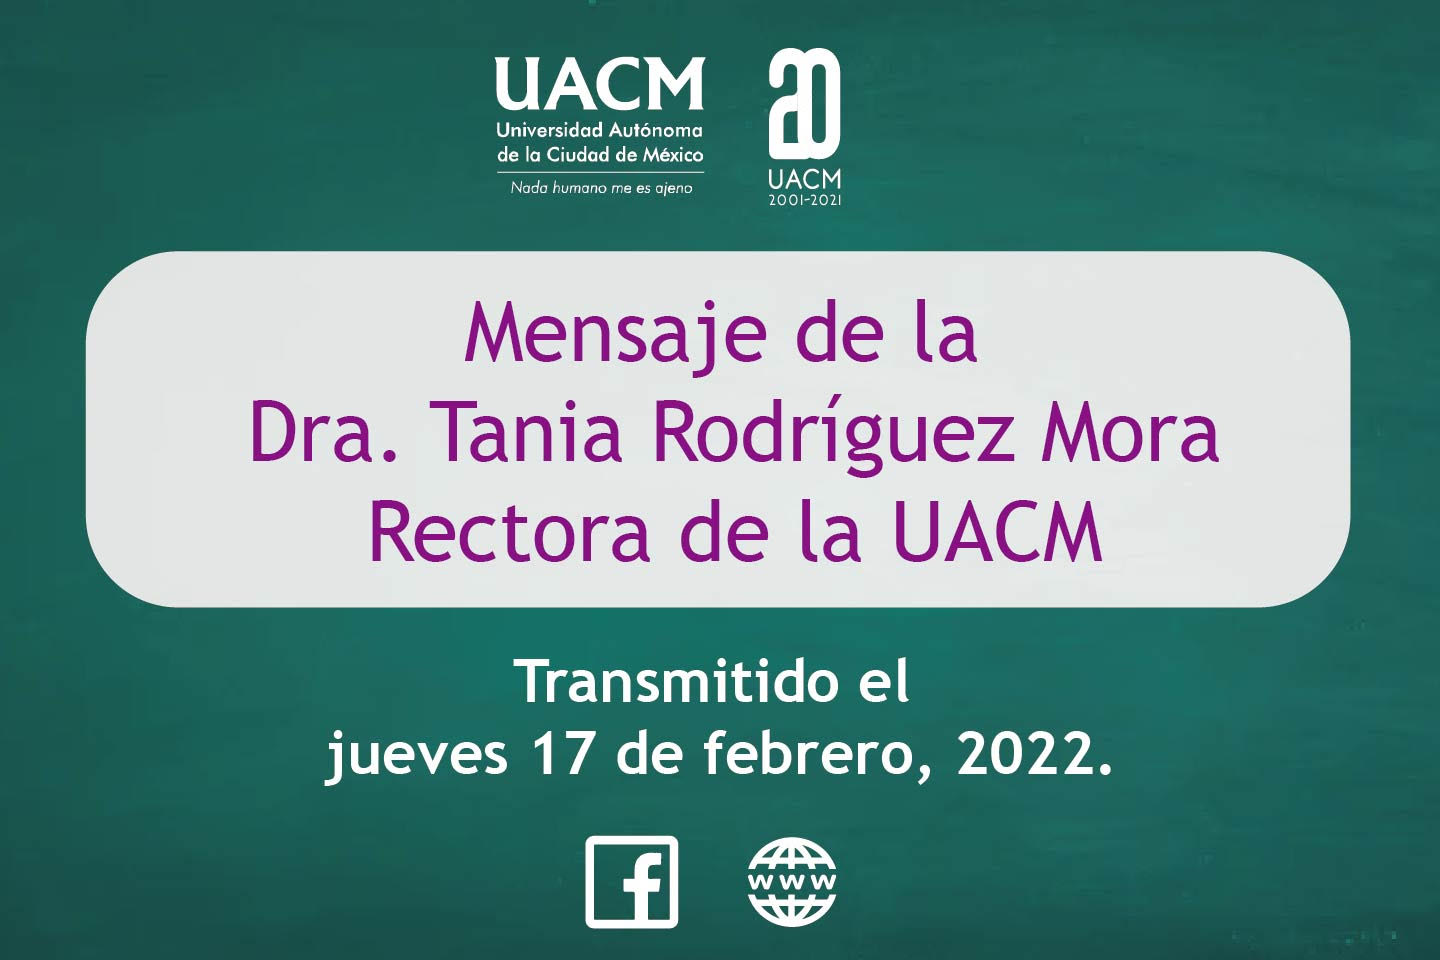 UACM
Universidad Autónoma
de la Ciudad de México
Nada humano me es ajeno
20
UACM
2001-2021
Mensaje de la
Dra. Tania Rodríguez Mora
Rectora de la UACM
Transmitido el
jueves 17 de febrero, 2022.
f
www